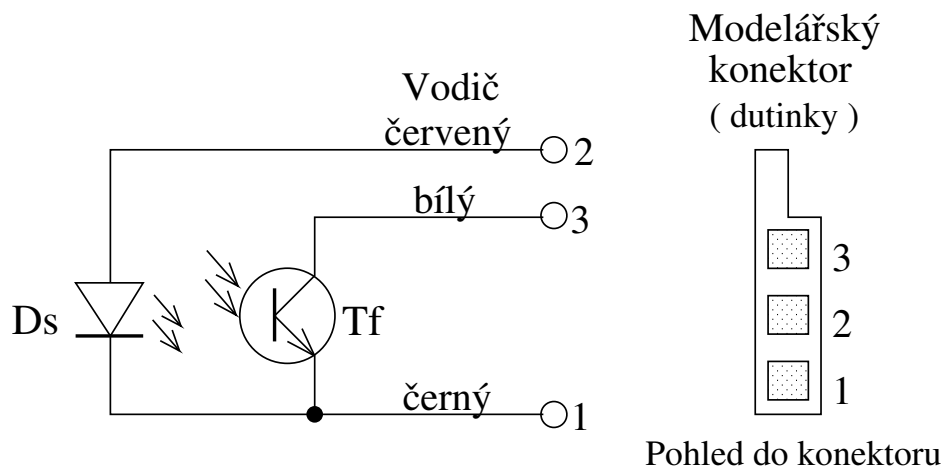 Modelářský
konektor
( dutinky )
Vodič
červený
2
bílý
3
Ds
Tf
černý
1
3
2
1
Pohled do konektoru